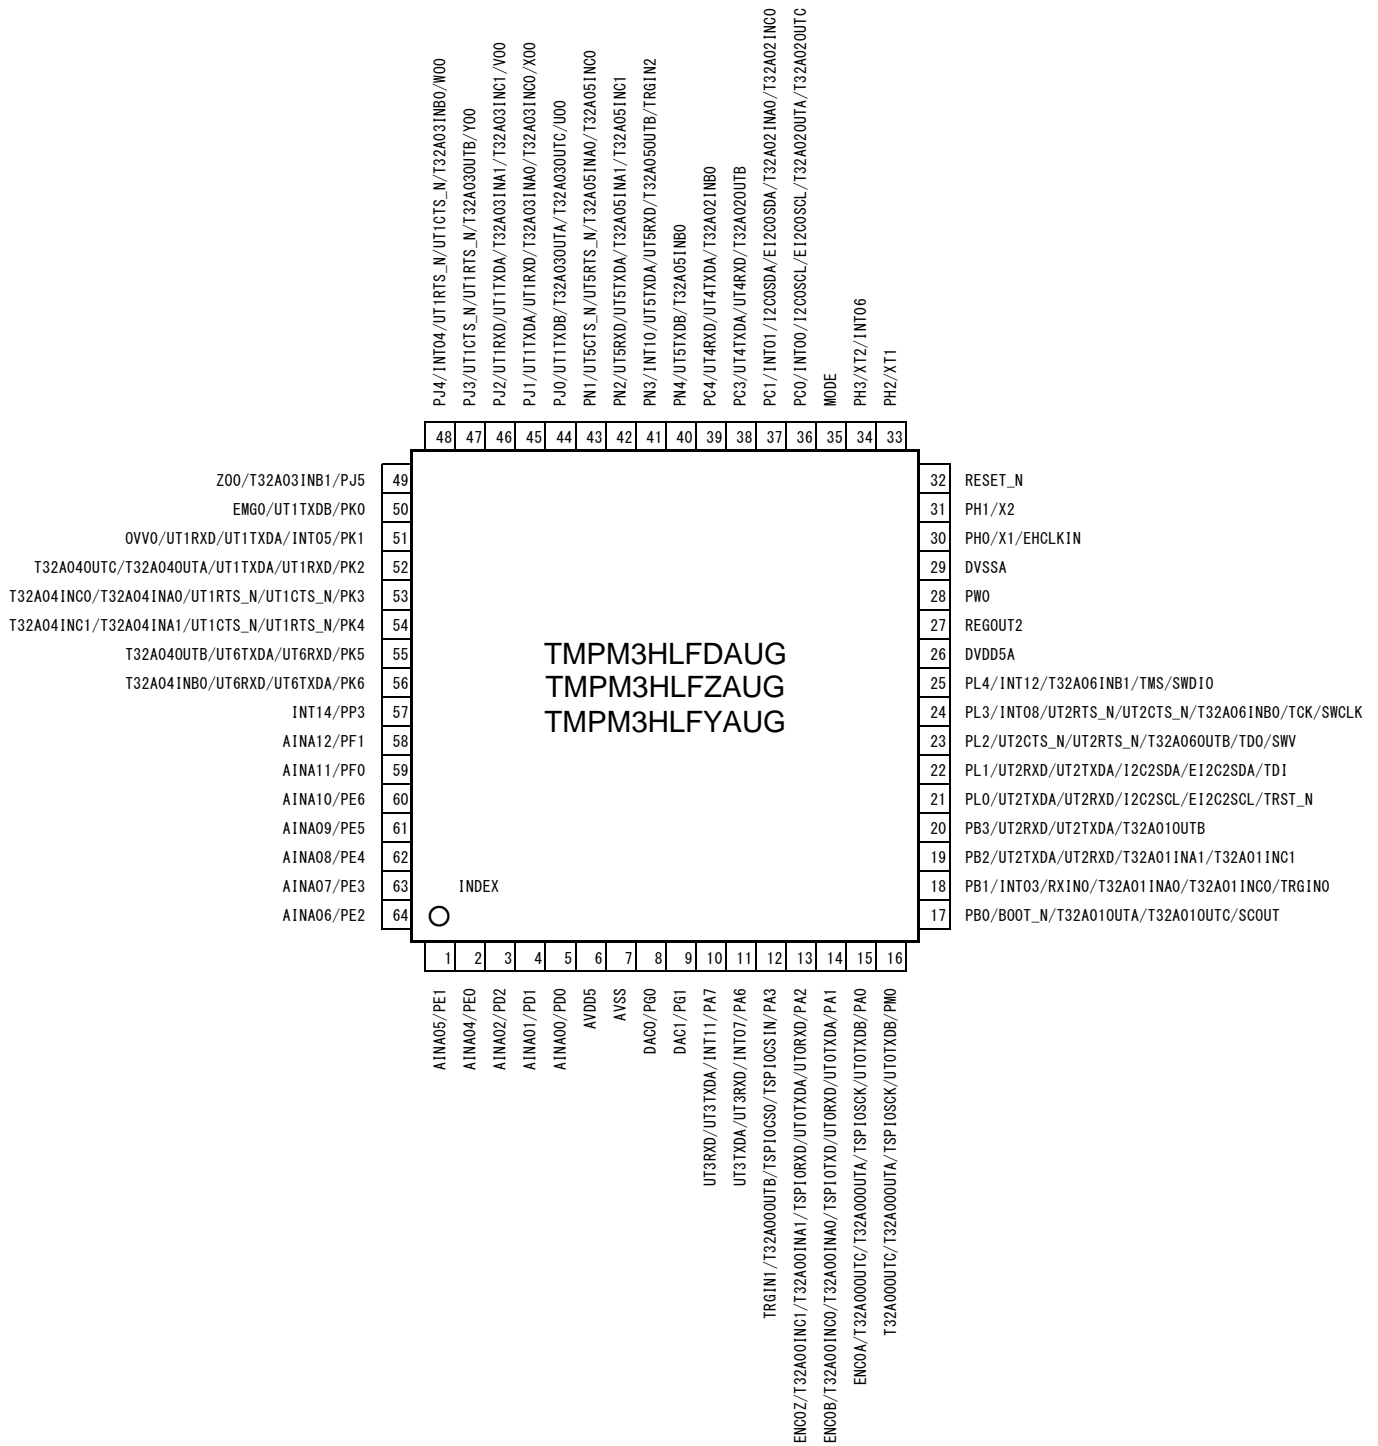 PJ4/INT04/UT1RTS_N/UT1CTS_N/T32A03INB0/WO0
PJ3/UT1CTS_N/UT1RTS_N/T32A03OUTB/YO0
PJ2/UT1RXD/UT1TXDA/T32A03INA1/T32A03INC1/VO0
PJ1/UT1TXDA/UT1RXD/T32A03INA0/T32A03INC0/XO0
PJ0/UT1TXDB/T32A03OUTA/T32A03OUTC/UO0
PN1/UT5CTS_N/UT5RTS_N/T32A05INA0/T32A05INC0
PN2/UT5RXD/UT5TXDA/T32A05INA1/T32A05INC1
PN3/INT10/UT5TXDA/UT5RXD/T32A05OUTB/TRGIN2
PN4/UT5TXDB/T32A05INB0
PC4/UT4RXD/UT4TXDA/T32A02INB0
PC3/UT4TXDA/UT4RXD/T32A02OUTB
PC1/INT01/I2C0SDA/EI2C0SDA/T32A02INA0/T32A02INC0
PC0/INT00/I2C0SCL/EI2C0SCL/T32A02OUTA/T32A02OUTC
MODE
PH3/XT2/INT06
PH2/XT1
48 47 46 45 44 43 42 41 40 39 38 37 36 35 34 33
ZO0/T32A03INB1/PJ5 49
EMG0/UT1TXDB/PK0 50
OVV0/UT1RXD/UT1TXDA/INT05/PK1 51
T32A04OUTC/T32A04OUTA/UT1TXDA/UT1RXD/PK2 52
T32A04INC0/T32A04INA0/UT1RTS_N/UT1CTS_N/PK3 53
T32A04INC1/T32A04INA1/UT1CTS_N/UT1RTS_N/PK4 54
T32A04OUTB/UT6TXDA/UT6RXD/PK5 55
T32A04INB0/UT6RXD/UT6TXDA/PK6 56
INT14/PP3 57
AINA12/PF1 58
AINA11/PF0 59
AINA10/PE6 60
AINA09/PE5 61
AINA08/PE4 62
AINA07/PE3 63
AINA06/PE2 64
TMPM3HLFDAUG
TMPM3HLFZAUG
TMPM3HLFYAUG
INDEX
32 RESET_N
31 PH1/X2
30 PH0/X1/EHCLKIN
29 DVSSA
28 PW0
27 REGOUT2
26 DVDD5A
25 PL4/INT12/T32A06INB1/TMS/SWDIO
24 PL3/INT08/UT2RTS_N/UT2CTS_N/T32A06INB0/TCK/SWCLK
23 PL2/UT2CTS_N/UT2RTS_N/T32A06OUTB/TDO/SWV
22 PL1/UT2RXD/UT2TXDA/I2C2SDA/EI2C2SDA/TDI
21 PL0/UT2TXDA/UT2RXD/I2C2SCL/EI2C2SCL/TRST_N
20 PB3/UT2RXD/UT2TXDA/T32A01OUTB
19 PB2/UT2TXDA/UT2RXD/T32A01INA1/T32A01INC1
18 PB1/INT03/RXIN0/T32A01INA0/T32A01INC0/TRGIN0
17 PB0/BOOT_N/T32A01OUTA/T32A01OUTC/SCOUT
1 2 3 4 5 6 7 8 9 10 11 12 13 14 15 16
AINA05/PE1
AINA04/PE0
AINA02/PD2
AINA01/PD1
AINA00/PD0
AVDD5
AVSS
DAC0/PG0
DAC1/PG1
UT3RXD/UT3TXDA/INT11/PA7
UT3TXDA/UT3RXD/INT07/PA6
TRGIN1/T32A00OUTB/TSPI0CS0/TSPI0CSIN/PA3
ENC0Z/T32A00INC1/T32A00INA1/TSPI0RXD/UT0TXDA/UT0RXD/PA2
ENC0B/T32A00INC0/T32A00INA0/TSPI0TXD/UT0RXD/UT0TXDA/PA1
ENC0A/T32A00OUTC/T32A00OUTA/TSPI0SCK/UT0TXDB/PA0
T32A00OUTC/T32A00OUTA/TSPI0SCK/UT0TXDB/PM0